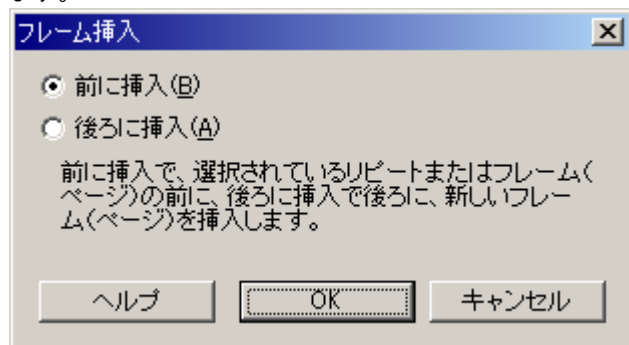 フレーム挿入
前に挿入(B)
後ろに挿入(A)
前に挿入で、選択されているリピートまたはフレーム(
ページ)の前に、後ろに挿入で後ろに、新しいフレー
ム(ページ)を挿入します。
ヘルプ
OK
キャンセル